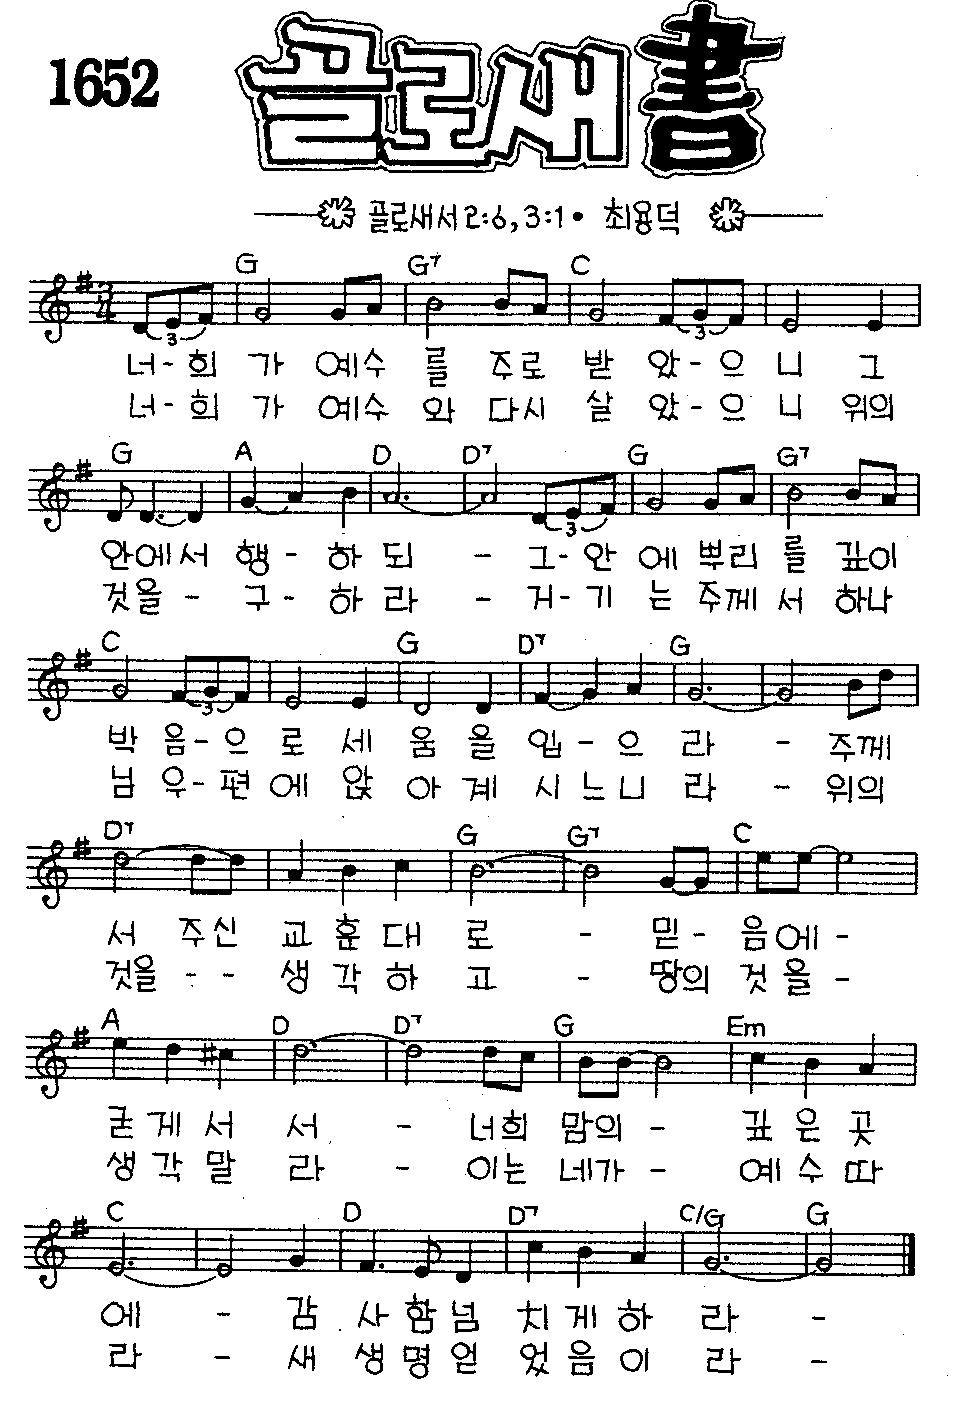 1652
골로새書
골로새서 2:6, 3:1 • 최용덕
G G7 C
3/4 3 3
너-희 가 예수 를 주로 받 았-으 니 그
너-희 가 예수 와 다시 살 았-으 니 위의
G A D D7 G G7
3
안에서 행 - 하 되 - 그-안 에 뿌리 를 깊이
것을 - 구 - 하 라 - 거-기 는 주께 서 하나
C G D7 G
3
박 음-으 로 세 움 을 입-으 라 - 주께
님 우-편 에 앉 아 계 시느니 라 - 위의
D7 G G7 C
서 주신 교 훈 대 로 - 믿 - 음에 -
것을 - - 생 각 하 고 - 땅의 것 을 -
A D D7 G Em
굳 게 서 서 - 너희 맘의 - 깊 은 곳
생 각 말 라 - 이는 네가 - 예 수 따
C D D7 C/G G
에 - 감 사 함 넘 치 게 하 라 -
라 - 새 생 명 얻 었 음 이 라 -